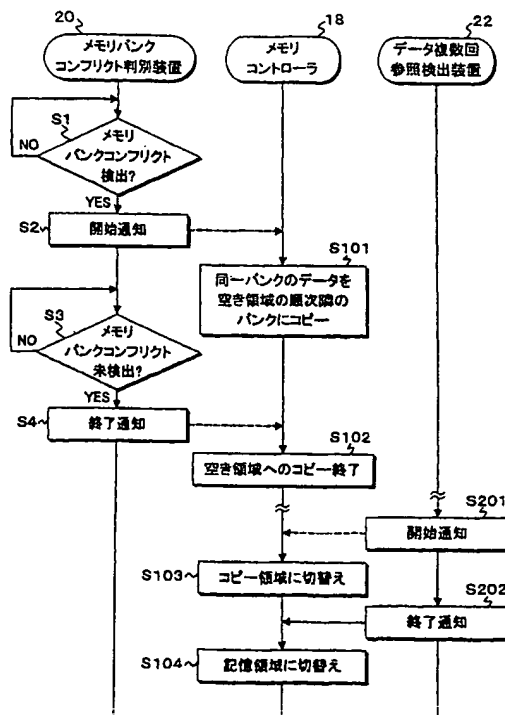 20
メモリバンク
コンフリクト判別装置
18
メモリ
コントローラ
22
データ複数回
参照検出装置
S1
メモリ
バンクコンフリクト
検出?
NO
YES
S2
開始通知
S101
同一バンクのデータを
空き領域の順次隣の
バンクにコピー
S3
メモリ
バンクコンフリクト
未検出?
NO
YES
S4
終了通知
S102
空き領域へのコピー終了
S201
開始通知
S103
コピー領域に切替え
S202
終了通知
S104
記憶領域に切替え